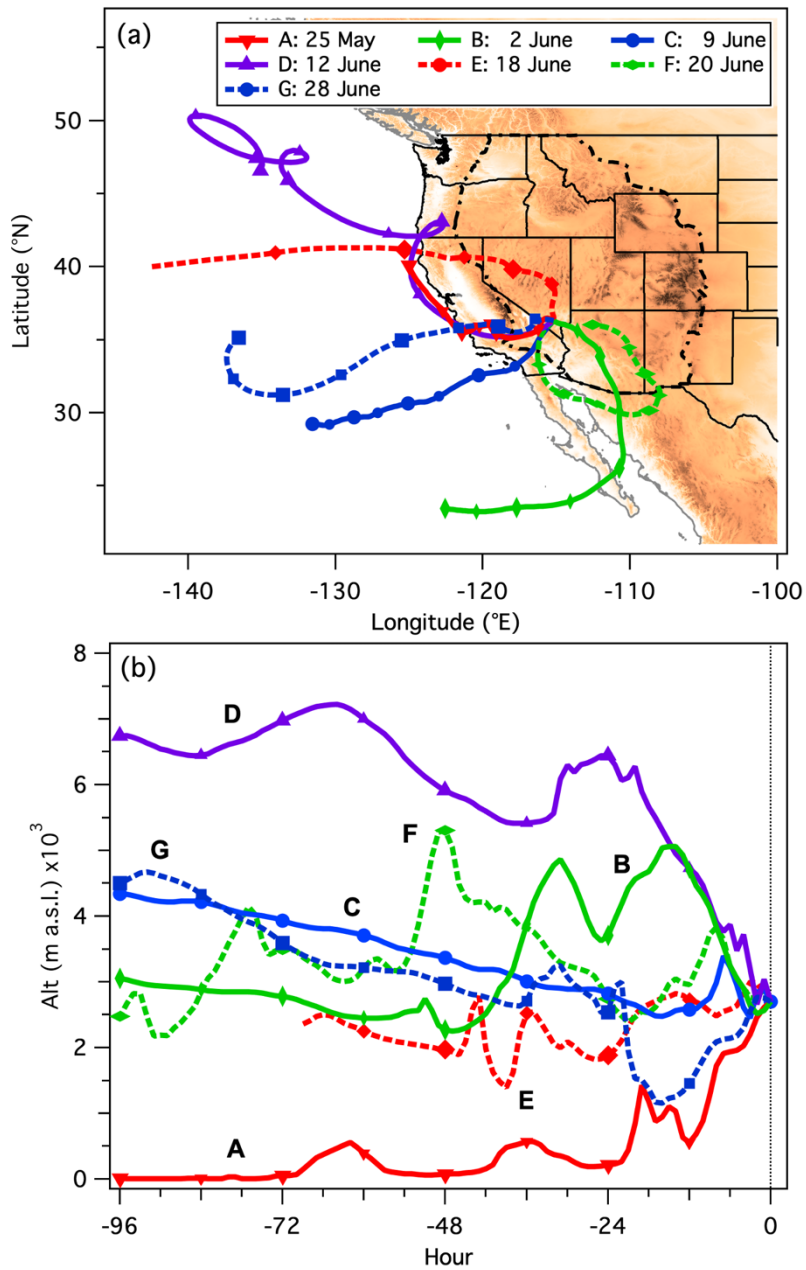 (a)
A: 25 May B: 2 June C: 9 June
D: 12 June E: 18 June F: 20 June
G: 28 June
50
40
30
Latitude (°N)
-140 -130 -120 -110 -100
Longitude (°E)
(b)
8
6
4
2
0
Alt (m a.s.l.) x10³
D
F
B
G
C
E
A
-96 -72 -48 -24 0
Hour